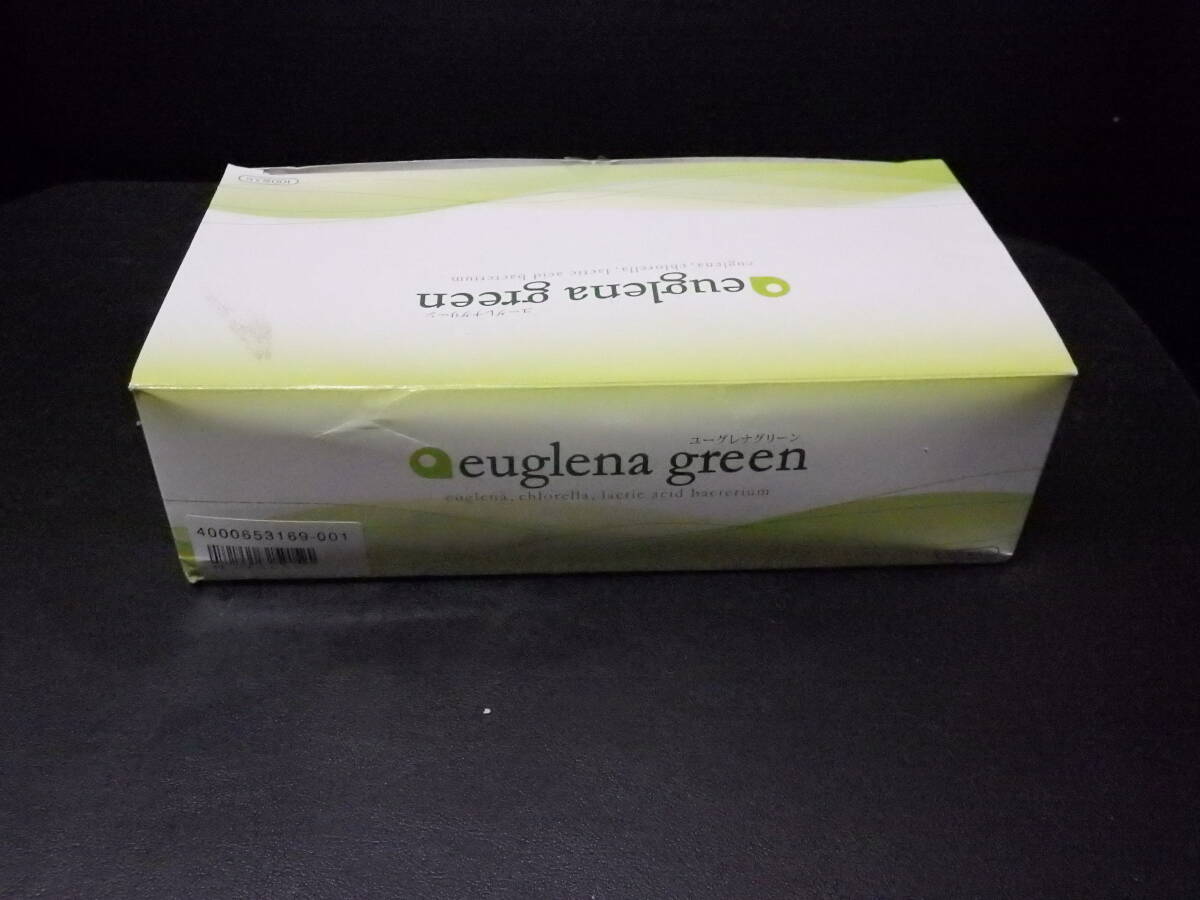 euglena, chlorella, lactic acid bacterium
euglena green
ユーグレナグリーン
ユーグレナグリーン
euglena green
euglena, chlorella, lactic acid bacterium
4000653169-001